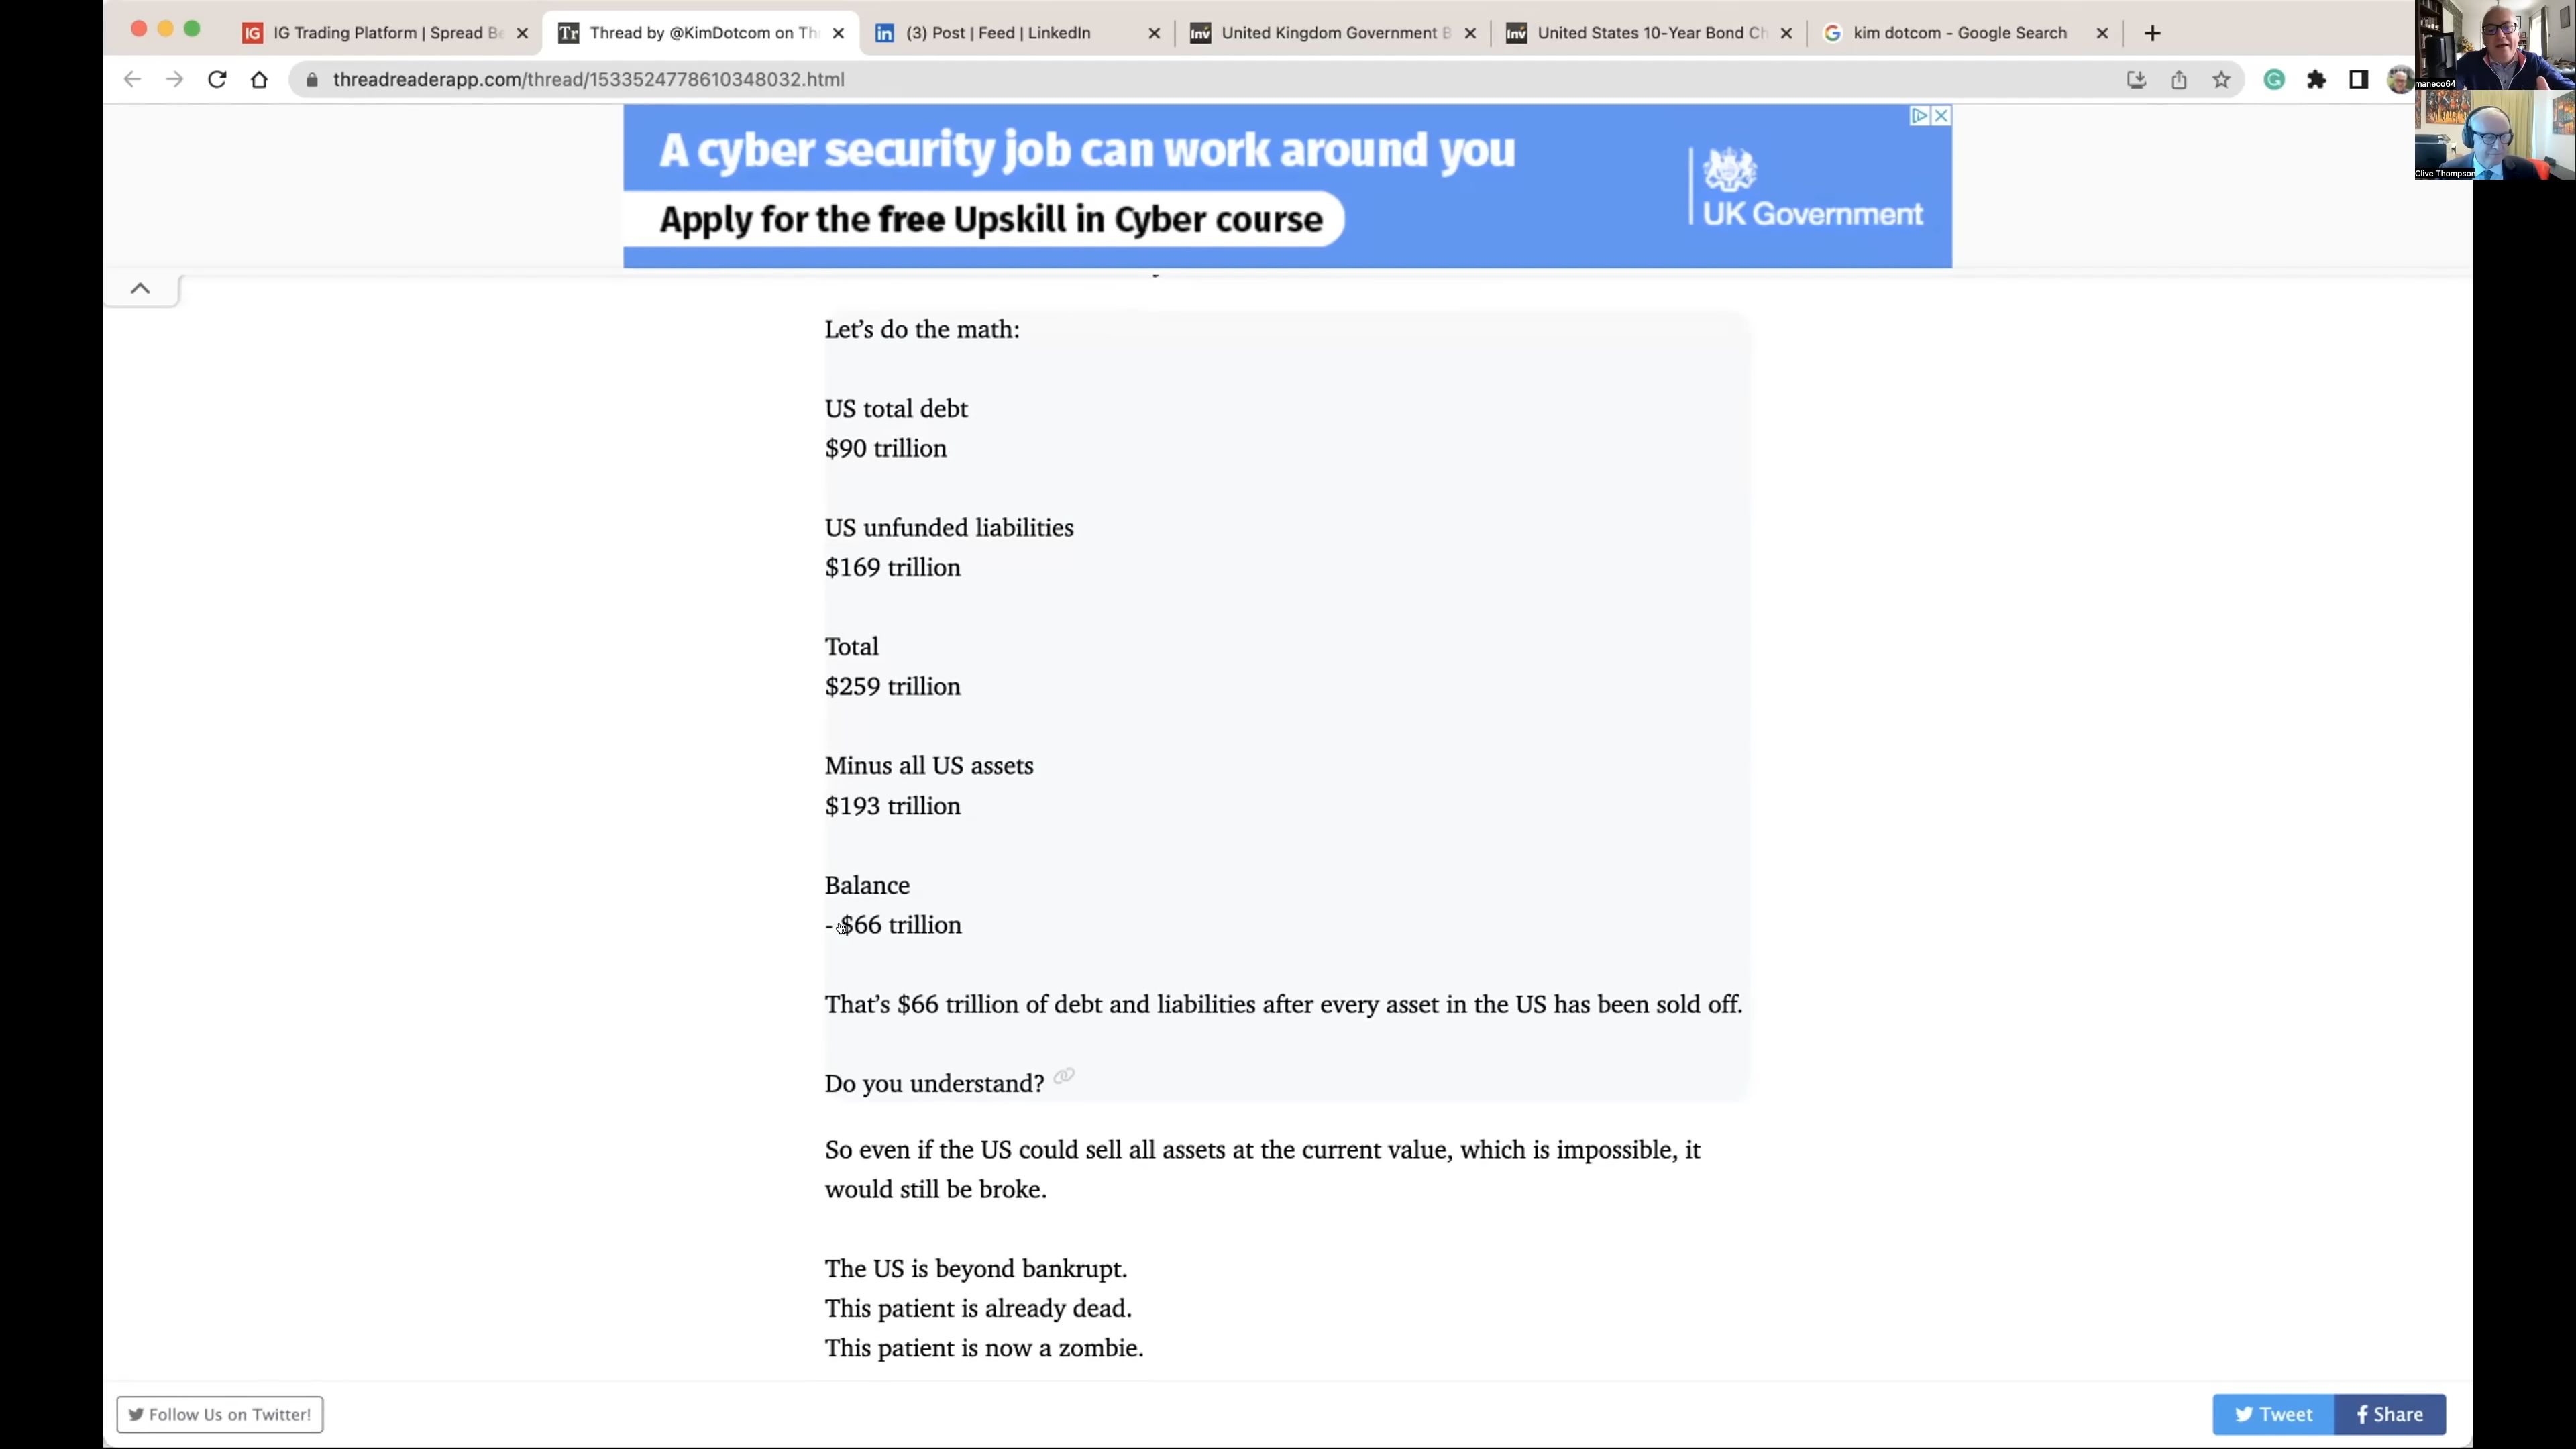 IG Trading Platform | Spread Be
Thread by @KimDotcom on Th
(3) Post | Feed | LinkedIn
United Kingdom Government B
United States 10-Year Bond Ch
kim dotcom - Google Search
threadreaderapp.com/thread/1533524778610348032.html
maneco64
Clive Thompson
A cyber security job can work around you
Apply for the free Upskill in Cyber course
UK Government
Let’s do the math:
US total debt
$90 trillion
US unfunded liabilities
$169 trillion
Total
$259 trillion
Minus all US assets
$193 trillion
Balance
- $66 trillion
That’s $66 trillion of debt and liabilities after every asset in the US has been sold off.
Do you understand?
So even if the US could sell all assets at the current value, which is impossible, it
would still be broke.
The US is beyond bankrupt.
This patient is already dead.
This patient is now a zombie.
Follow Us on Twitter!
Tweet
Share